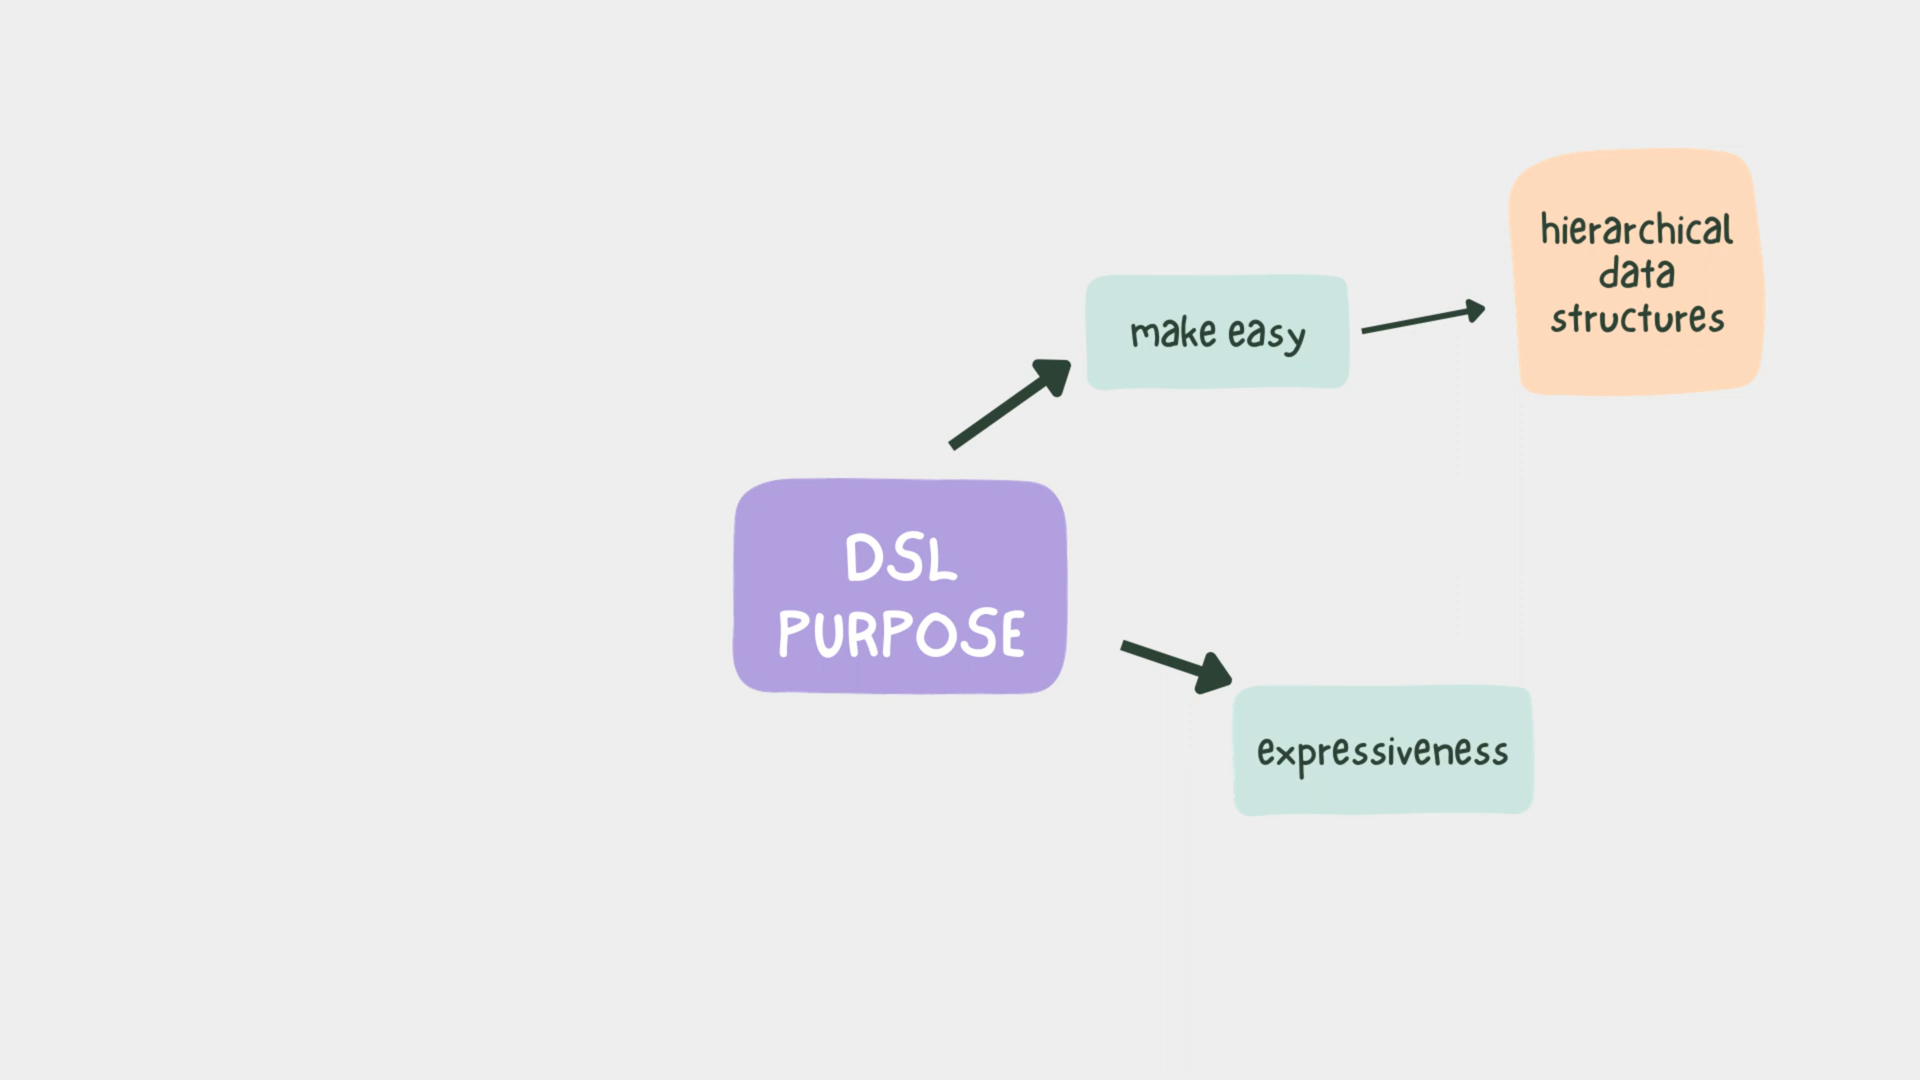 hierarchical
data
structures
make easy
DSL
PURPOSE
expressiveness